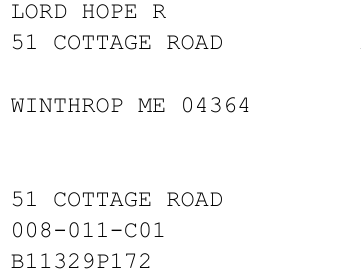 LORD HOPE R
51 COTTAGE ROAD
WINTHROP ME 04364
51 COTTAGE ROAD
008-011-C01
B11329P172